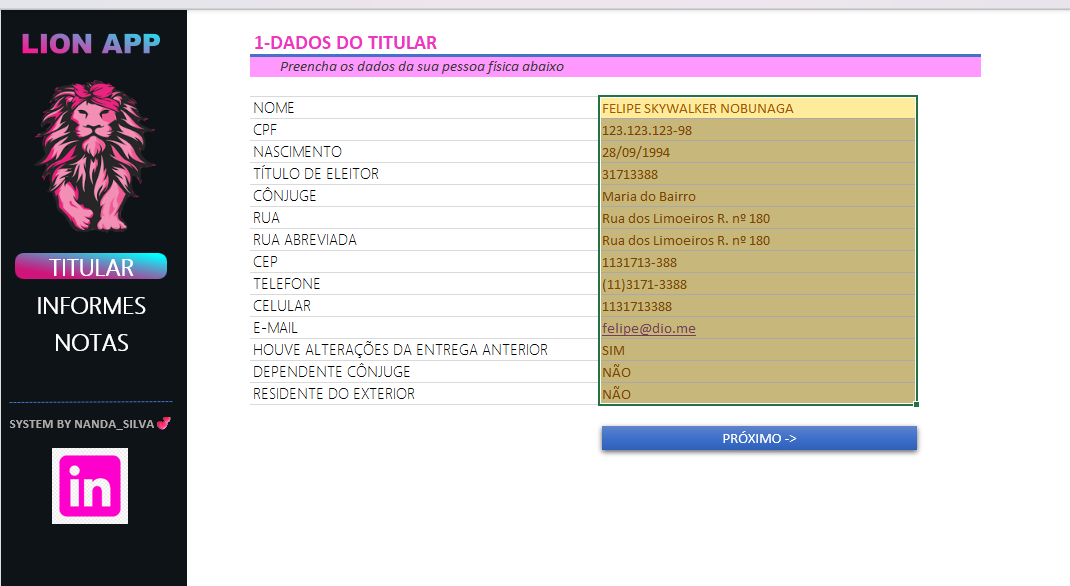 LION APP
TITULAR
INFORMES
NOTAS
SYSTEM BY NANDA_SILVA 💕
in
1-DADOS DO TITULAR
Preencha os dados da sua pessoa física abaixo
NOME FELIPE SKYWALKER NOBUNAGA
CPF 123.123.123-98
NASCIMENTO 28/09/1994
TÍTULO DE ELEITOR 31713388
CÔNJUGE Maria do Bairro
RUA Rua dos Limoeiros R. nº 180
RUA ABREVIADA Rua dos Limoeiros R. nº 180
CEP 1131713-388
TELEFONE (11)3171-3388
CELULAR 1131713388
E-MAIL felipe@dio.me
HOUVE ALTERAÇÕES DA ENTREGA ANTERIOR SIM
DEPENDENTE CÔNJUGE NÃO
RESIDENTE DO EXTERIOR NÃO
PRÓXIMO ->